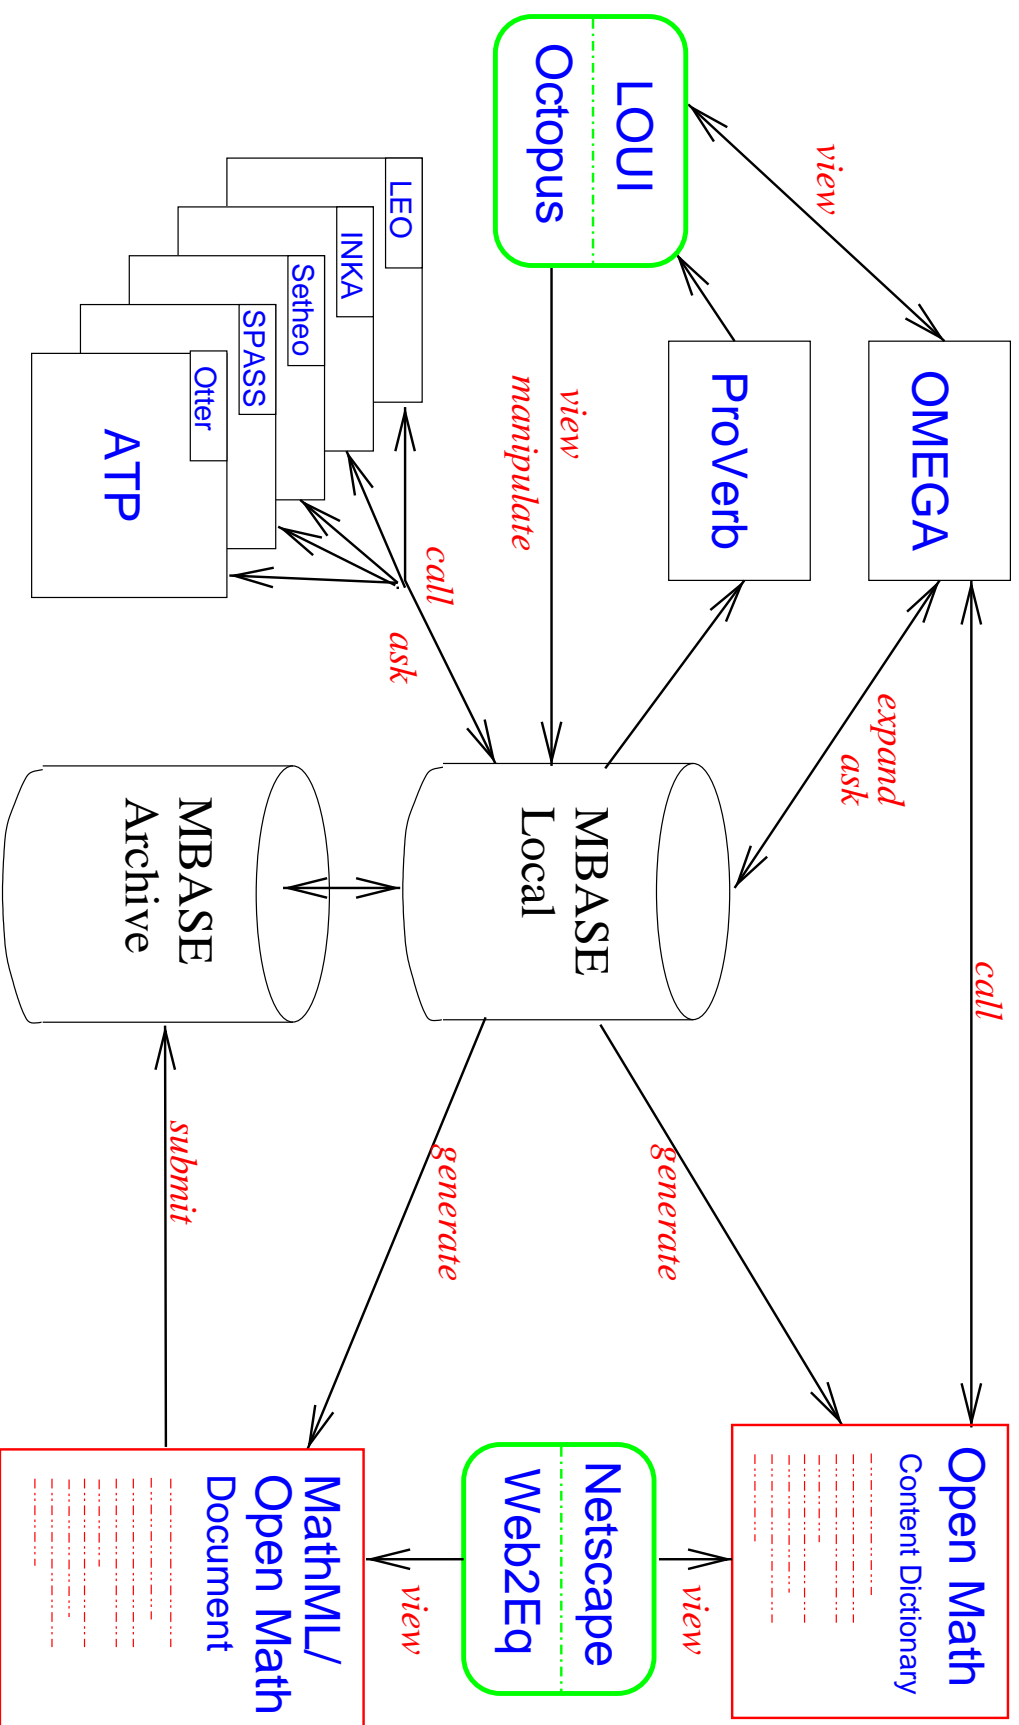 OMEGA
call
Open Math
Content Dictionary
view
expand
ask
ProVerb
generate
view
LOUI
Octopus
view
manipulate
MBASE
Local
Netscape
Web2Eq
call
ask
generate
view
LEO
INKA
Setheo
SPASS
Otter
ATP
MBASE
Archive
submit
MathML/
Open Math
Document